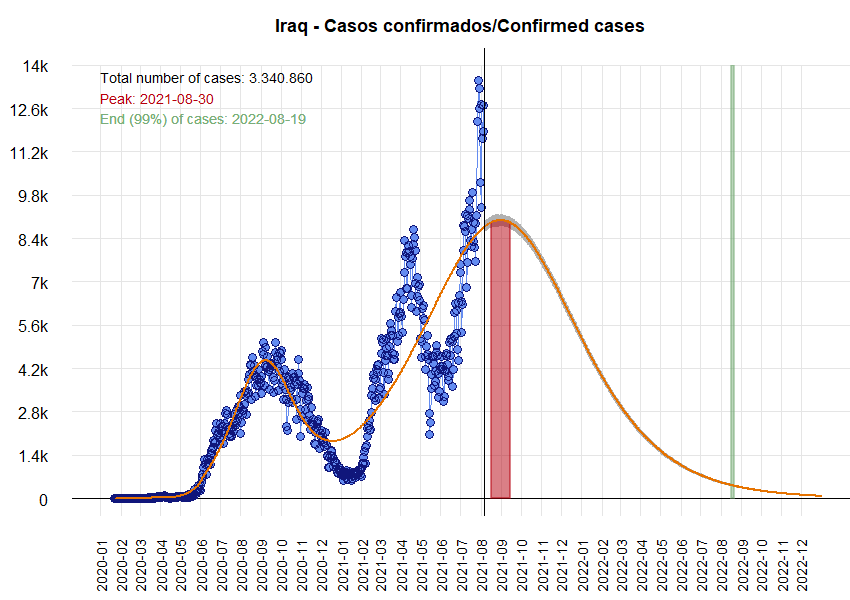 Iraq - Casos confirmados/Confirmed cases
14k
12.6k
11.2k
9.8k
8.4k
7k
5.6k
4.2k
2.8k
1.4k
0
Total number of cases: 3.340.860
Peak: 2021-08-30
End (99%) of cases: 2022-08-19
2020-01
2020-02
2020-03
2020-04
2020-05
2020-06
2020-07
2020-08
2020-09
2020-10
2020-11
2020-12
2021-01
2021-02
2021-03
2021-04
2021-05
2021-06
2021-07
2021-08
2021-09
2021-10
2021-11
2021-12
2022-01
2022-02
2022-03
2022-04
2022-05
2022-06
2022-07
2022-08
2022-09
2022-10
2022-11
2022-12